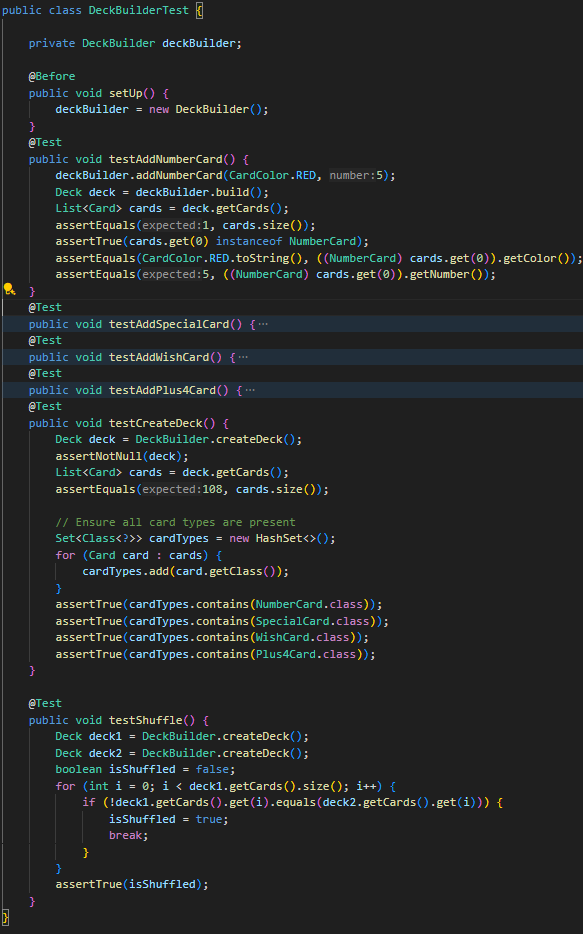 public class DeckBuilderTest {
private DeckBuilder deckBuilder;
@Before
public void setUp() {
deckBuilder = new DeckBuilder();
}
@Test
public void testAddNumberCard() {
deckBuilder.addNumberCard(CardColor.RED, number:5);
Deck deck = deckBuilder.build();
List<Card> cards = deck.getCards();
assertEquals(expected:1, cards.size());
assertTrue(cards.get(0) instanceof NumberCard);
assertEquals(CardColor.RED.toString(), ((NumberCard) cards.get(0)).getColor());
assertEquals(expected:5, ((NumberCard) cards.get(0)).getNumber());
}
@Test
public void testAddSpecialCard() {···
@Test
public void testAddWishCard() {···
@Test
public void testAddPlus4Card() {···
@Test
public void testCreateDeck() {
Deck deck = DeckBuilder.createDeck();
assertNotNull(deck);
List<Card> cards = deck.getCards();
assertEquals(expected:108, cards.size());
// Ensure all card types are present
Set<Class<?>> cardTypes = new HashSet<>();
for (Card card : cards) {
cardTypes.add(card.getClass());
}
assertTrue(cardTypes.contains(NumberCard.class));
assertTrue(cardTypes.contains(SpecialCard.class));
assertTrue(cardTypes.contains(WishCard.class));
assertTrue(cardTypes.contains(Plus4Card.class));
}
@Test
public void testShuffle() {
Deck deck1 = DeckBuilder.createDeck();
Deck deck2 = DeckBuilder.createDeck();
boolean isShuffled = false;
for (int i = 0; i < deck1.getCards().size(); i++) {
if (!deck1.getCards().get(i).equals(deck2.getCards().get(i))) {
isShuffled = true;
break;
}
}
assertTrue(isShuffled);
}
}